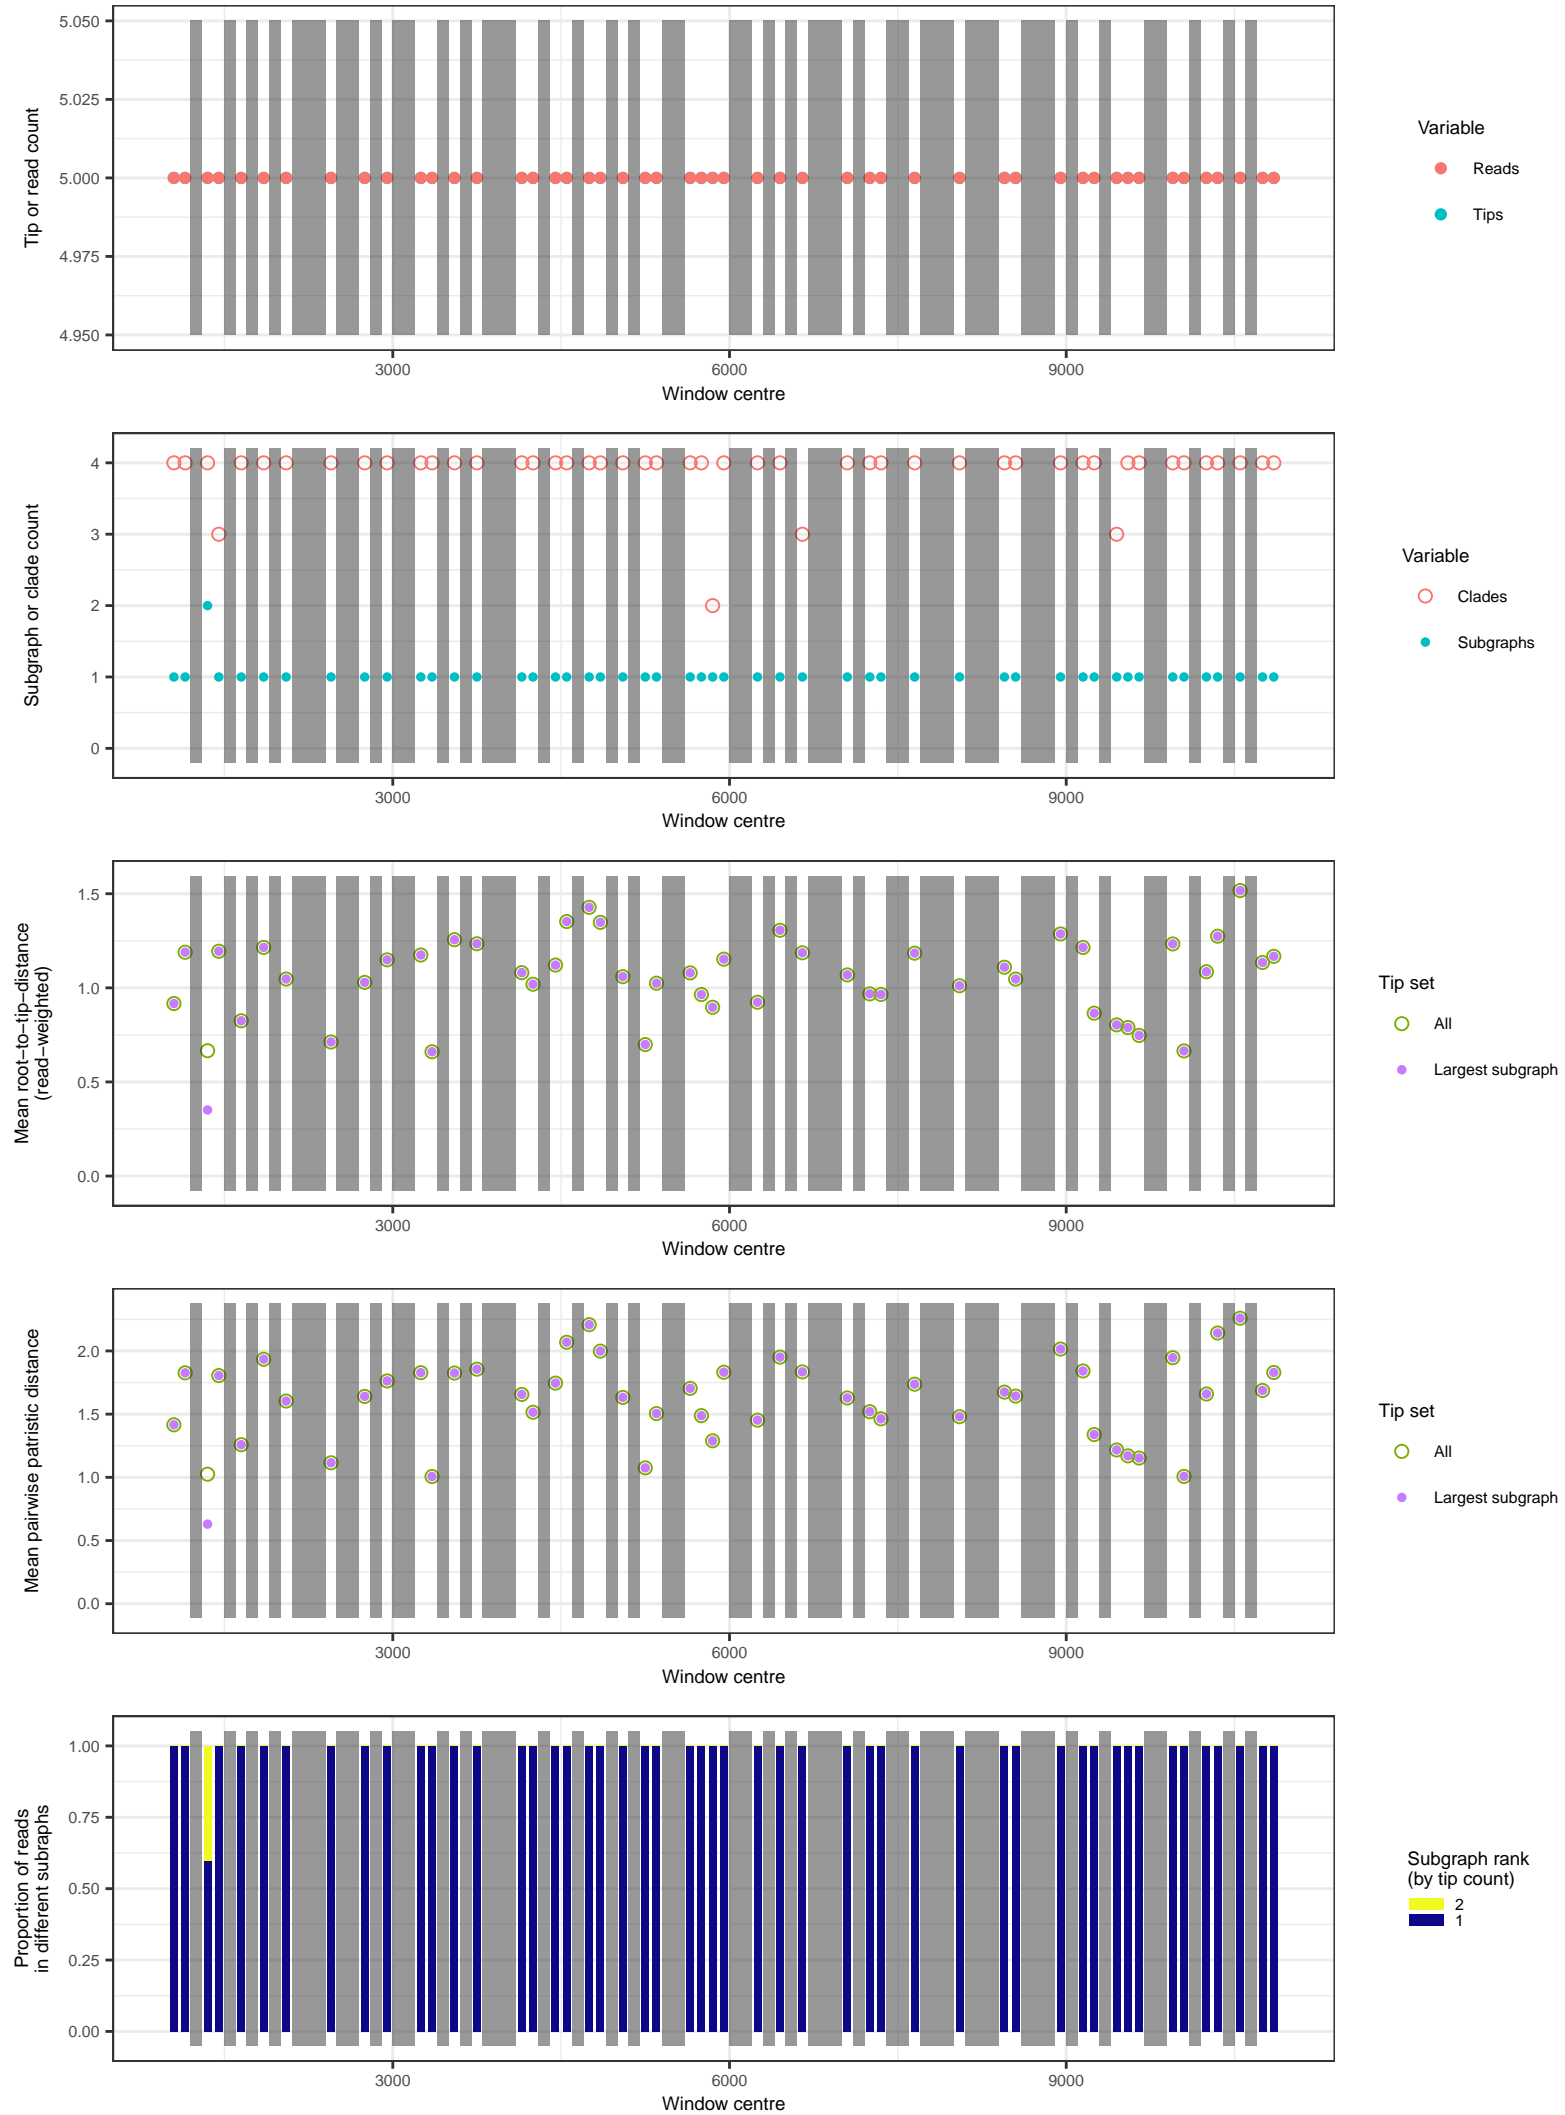 5.050
5.025
5.000
4.975
4.950
Tip or read count
3000
6000
9000
Window centre
Variable
Reads
Tips
4
3
2
1
0
Subgraph or clade count
3000
6000
9000
Window centre
Variable
Clades
Subgraphs
1.5
1.0
0.5
0.0
Mean root−to−tip−distance
(read−weighted)
3000
6000
9000
Window centre
Tip set
All
Largest subgraph
2.0
1.5
1.0
0.5
0.0
Mean pairwise patristic distance
3000
6000
9000
Window centre
Tip set
All
Largest subgraph
1.00
0.75
0.50
0.25
0.00
Proportion of reads
in different subraphs
3000
6000
9000
Window centre
Subgraph rank
(by tip count)
2
1